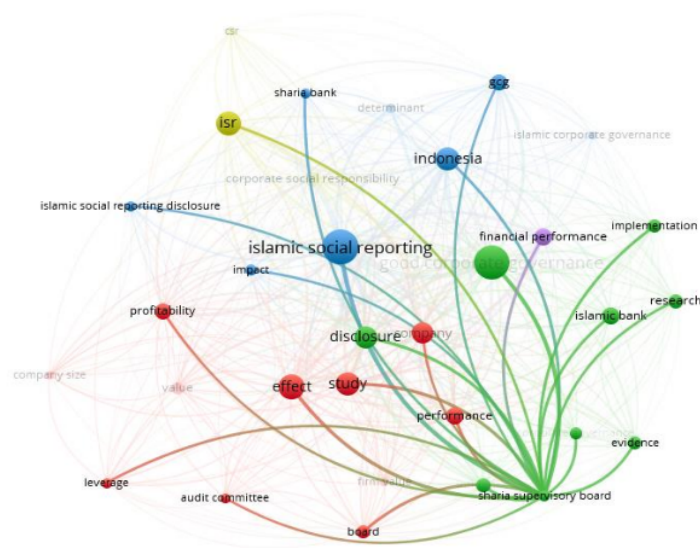 csr
gcg
sharia bank
determinant
isr
islamic corporate governance
indonesia
corporate social responsibility
islamic social reporting disclosure
implementation
financial performance
islamic social reporting
good corporate governance
impact
research
profitability
islamic bank
company
disclosure
company size
value
effect
study
performance
evidence
leverage
firm value
sharia supervisory board
audit committee
board